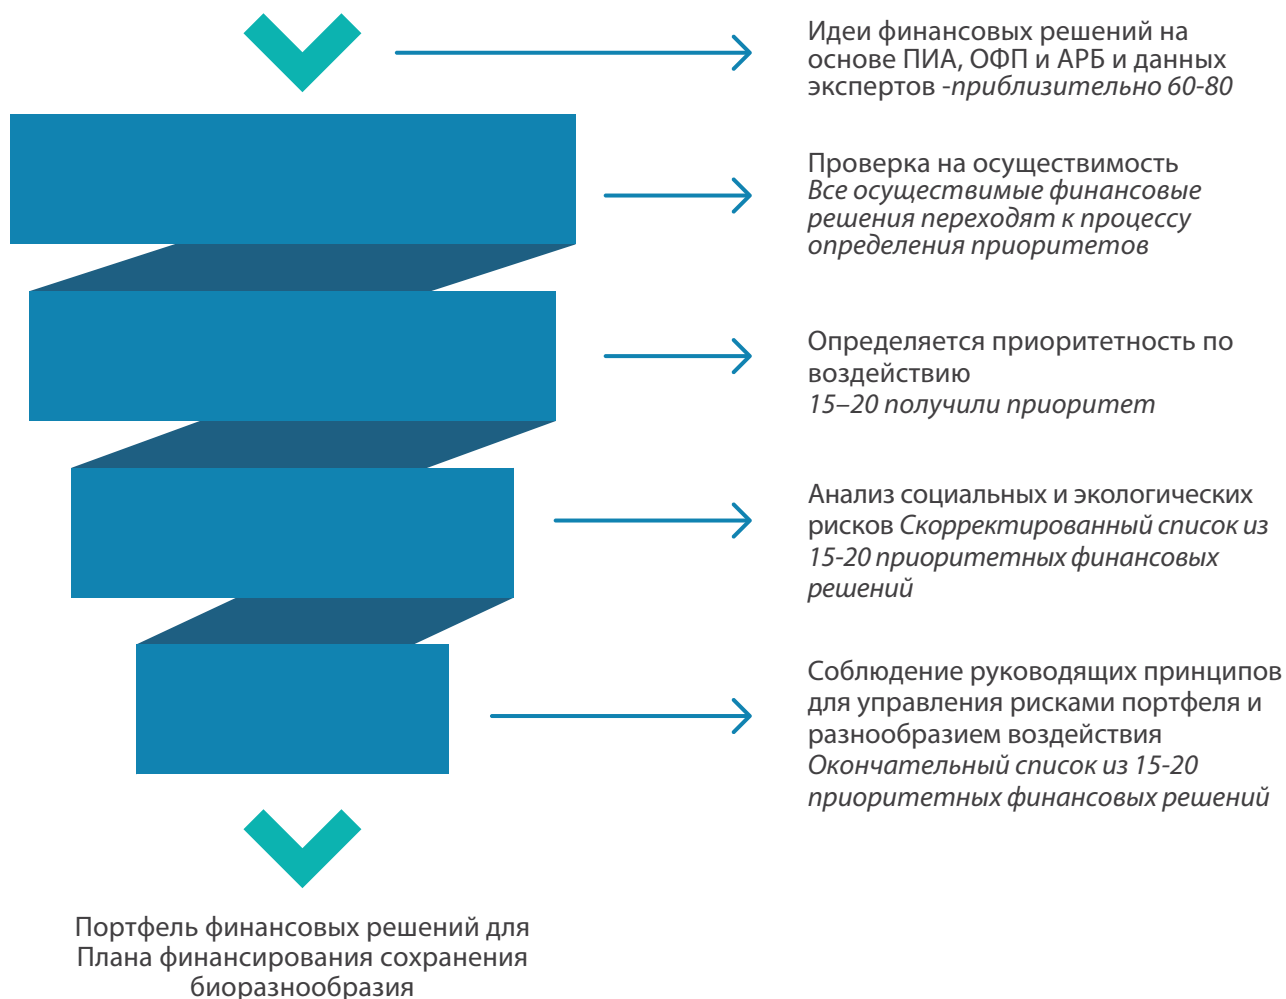 Идеи финансовых решений на
основе ПИА, ОФП и АРБ и данных
экспертов -приблизительно 60-80
Проверка на осуществимость
Все осуществимые финансовые
решения переходят к процессу
определения приоритетов
Определяется приоритетность по
воздействию
15–20 получили приоритет
Анализ социальных и экологических
рисков Скорректированный список из
15-20 приоритетных финансовых
решений
Соблюдение руководящих принципов
для управления рисками портфеля и
разнообразием воздействия
Окончательный список из 15-20
приоритетных финансовых решений
Портфель финансовых решений для
Плана финансирования сохранения
биоразнообразия